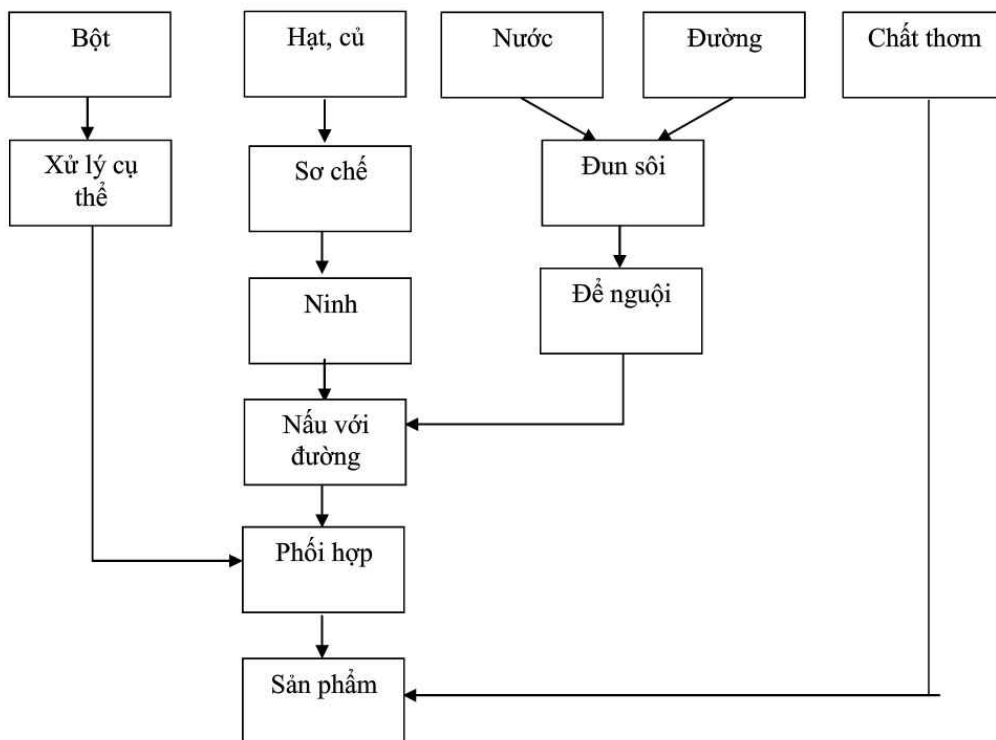 Bột
Hạt, củ
Nước
Đường
Chất thơm
Xử lý cụ
thể
Sơ chế
Đun sôi
Ninh
Để nguội
Nấu với
đường
Phối hợp
Sản phẩm